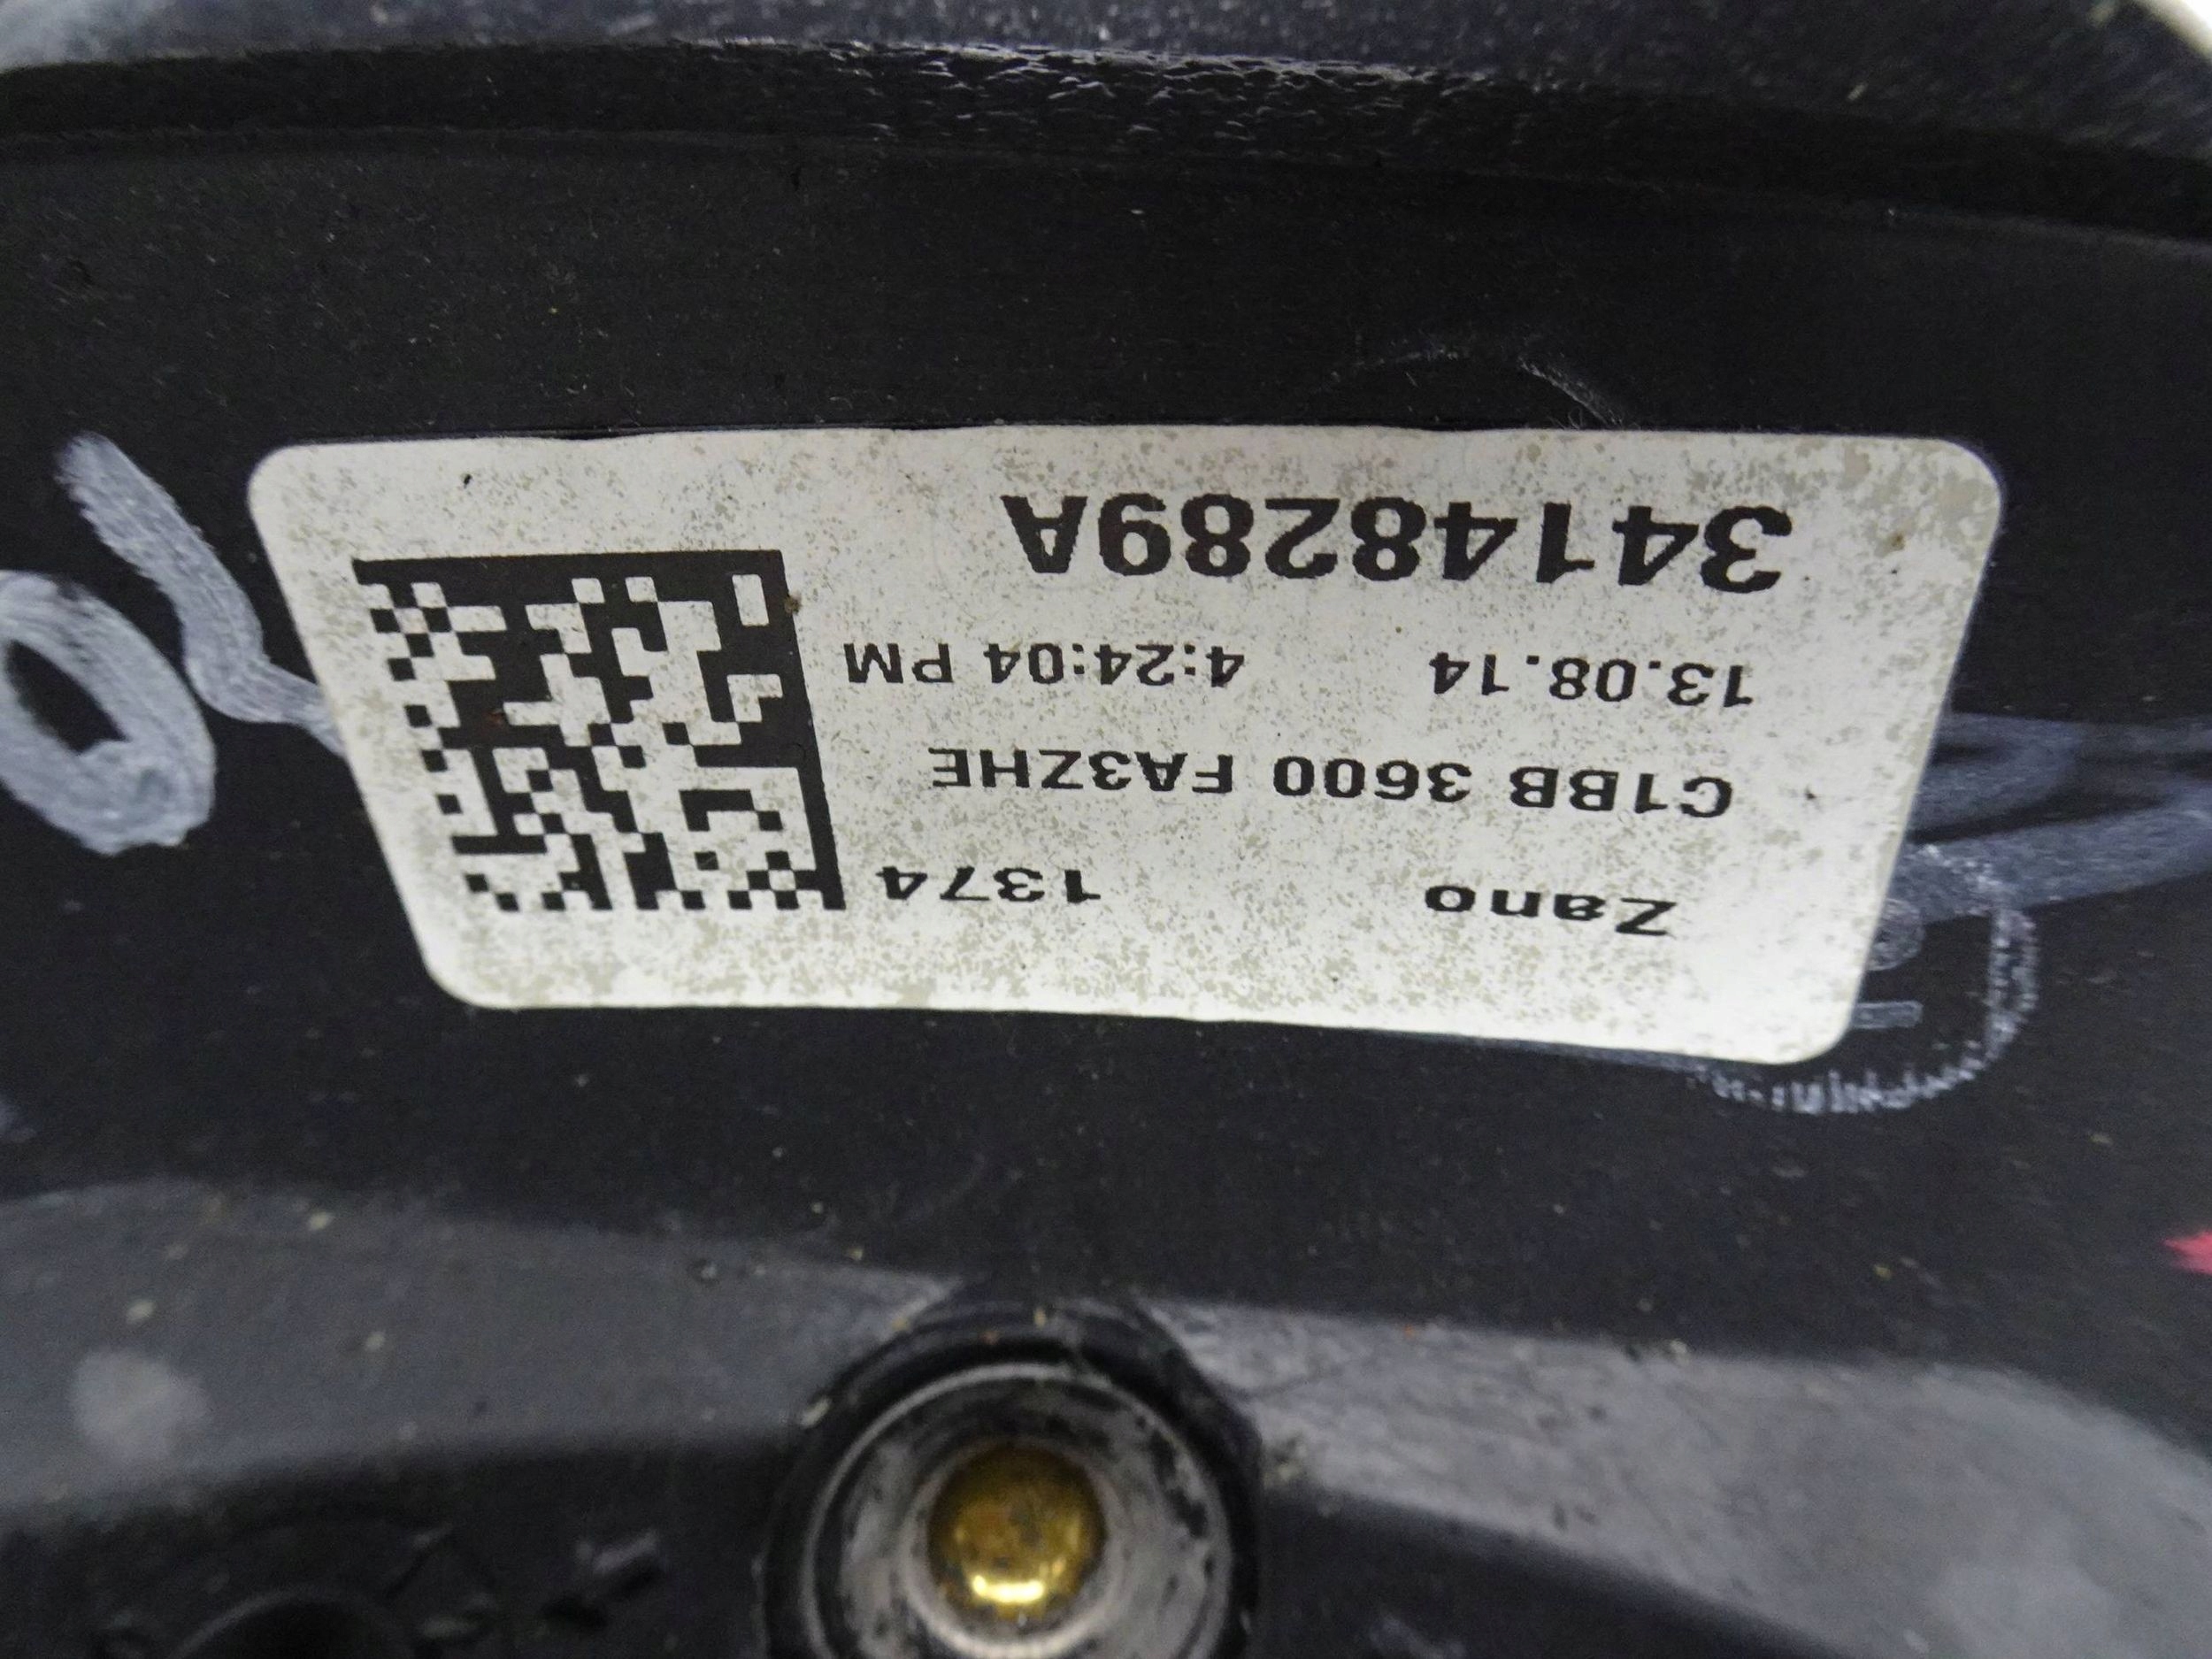 Zano 1374
C1BB 3600 FA3ZHE
13.08.14 4:24:04 PM
34148289A